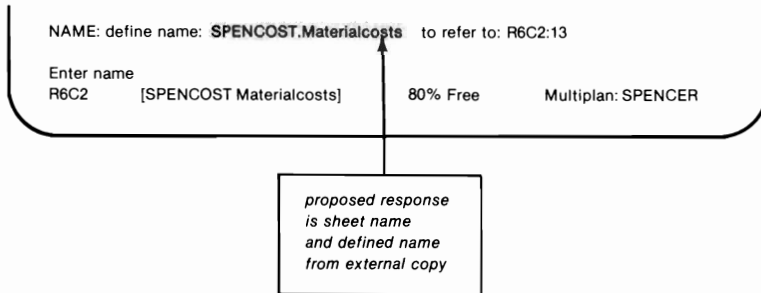 NAME: define name: SPENCOST.Materialcosts to refer to: R6C2:13
Enter name
R6C2 [SPENCOST Materialcosts] 80% Free Multiplan: SPENCER
proposed response
is sheet name
and defined name
from external copy